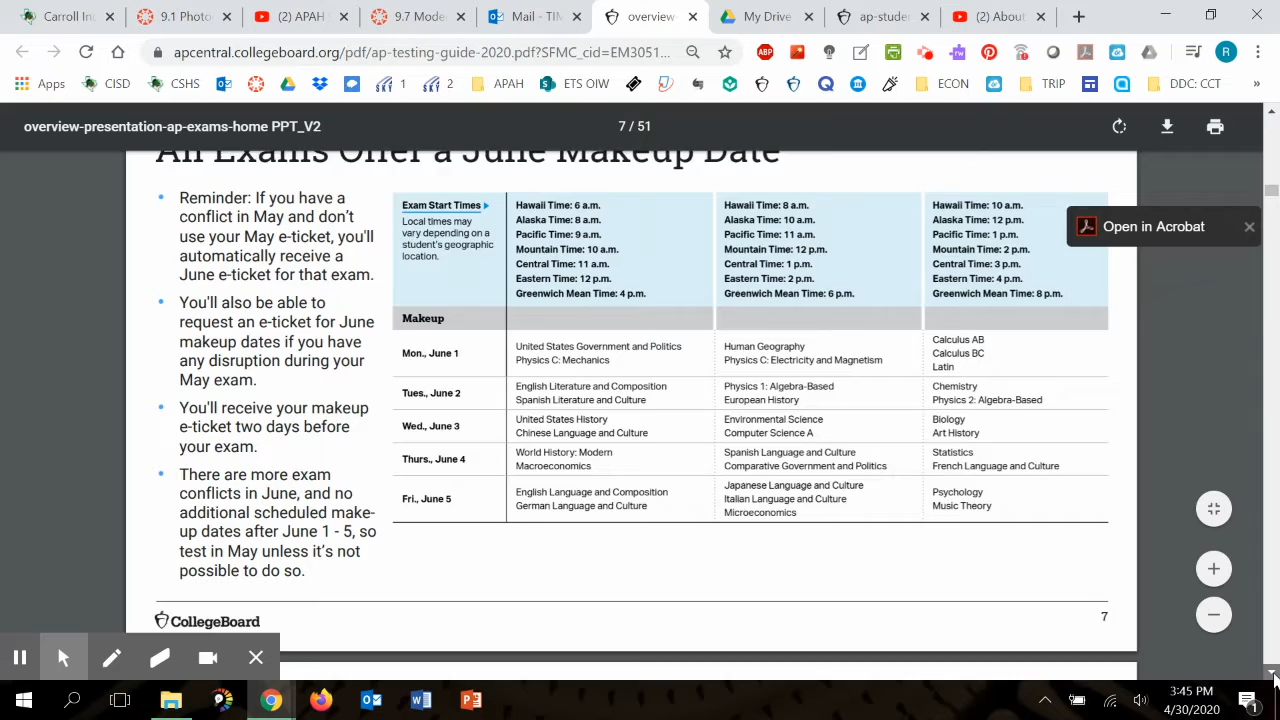 Carroll In
9.1 Photo
(2) APAH
9.7 Mode
Mail - TIM
overview
My Drive
ap-stude
(2) About
apcentral.collegeboard.org/pdf/ap-testing-guide-2020.pdf?SFMC_cid=EM3051...
ABP
rw
R
Apps
CISD
CSHS
1
2
APAH
ETS OIW
ECON
TRIP
DDC: CCT
»
overview-presentation-ap-exams-home PPT_V2
7 / 51
All Exams Offer a June Makeup Date
Open in Acrobat
• Reminder: If you have a
conflict in May and don't
use your May e-ticket, you'll
automatically receive a
June e-ticket for that exam.
• You'll also be able to
request an e-ticket for June
makeup dates if you have
any disruption during your
May exam.
• You'll receive your makeup
e-ticket two days before
your exam.
• There are more exam
conflicts in June, and no
additional scheduled make-
up dates after June 1 - 5, so
test in May unless it's not
possible to do so.
Exam Start Times
Local times may
vary depending on a
student's geographic
location.
Hawaii Time: 6 a.m.
Alaska Time: 8 a.m.
Pacific Time: 9 a.m.
Mountain Time: 10 a.m.
Central Time: 11 a.m.
Eastern Time: 12 p.m.
Greenwich Mean Time: 4 p.m.
Hawaii Time: 8 a.m.
Alaska Time: 10 a.m.
Pacific Time: 11 a.m.
Mountain Time: 12 p.m.
Central Time: 1 p.m.
Eastern Time: 2 p.m.
Greenwich Mean Time: 6 p.m.
Hawaii Time: 10 a.m.
Alaska Time: 12 p.m.
Pacific Time: 1 p.m.
Mountain Time: 2 p.m.
Central Time: 3 p.m.
Eastern Time: 4 p.m.
Greenwich Mean Time: 8 p.m.
Makeup
Mon., June 1
United States Government and Politics
Physics C: Mechanics
Human Geography
Physics C: Electricity and Magnetism
Calculus AB
Calculus BC
Latin
Tues., June 2
English Literature and Composition
Spanish Literature and Culture
Physics 1: Algebra-Based
European History
Chemistry
Physics 2: Algebra-Based
Wed., June 3
United States History
Chinese Language and Culture
Environmental Science
Computer Science A
Biology
Art History
Thurs., June 4
World History: Modern
Macroeconomics
Spanish Language and Culture
Comparative Government and Politics
Statistics
French Language and Culture
Fri., June 5
English Language and Composition
German Language and Culture
Japanese Language and Culture
Italian Language and Culture
Microeconomics
Psychology
Music Theory
CollegeBoard
7
3:45 PM
4/30/2020
1